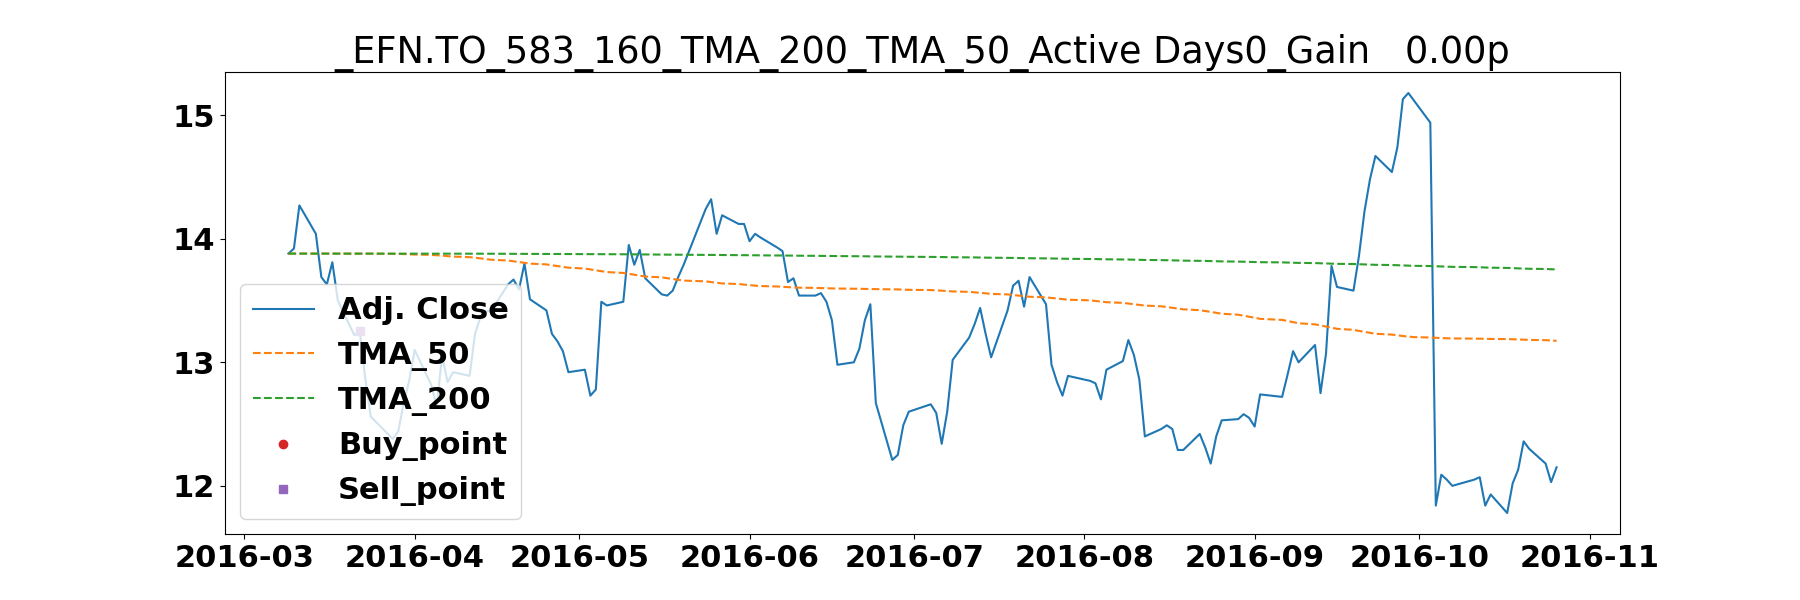 _EFN.TO_583_160_TMA_200_TMA_50_Active Days0_Gain   0.00p
15
14
13
12
Adj. Close
TMA_50
TMA_200
Buy_point
Sell_point
2016-03 2016-04 2016-05 2016-06 2016-07 2016-08 2016-09 2016-10 2016-11